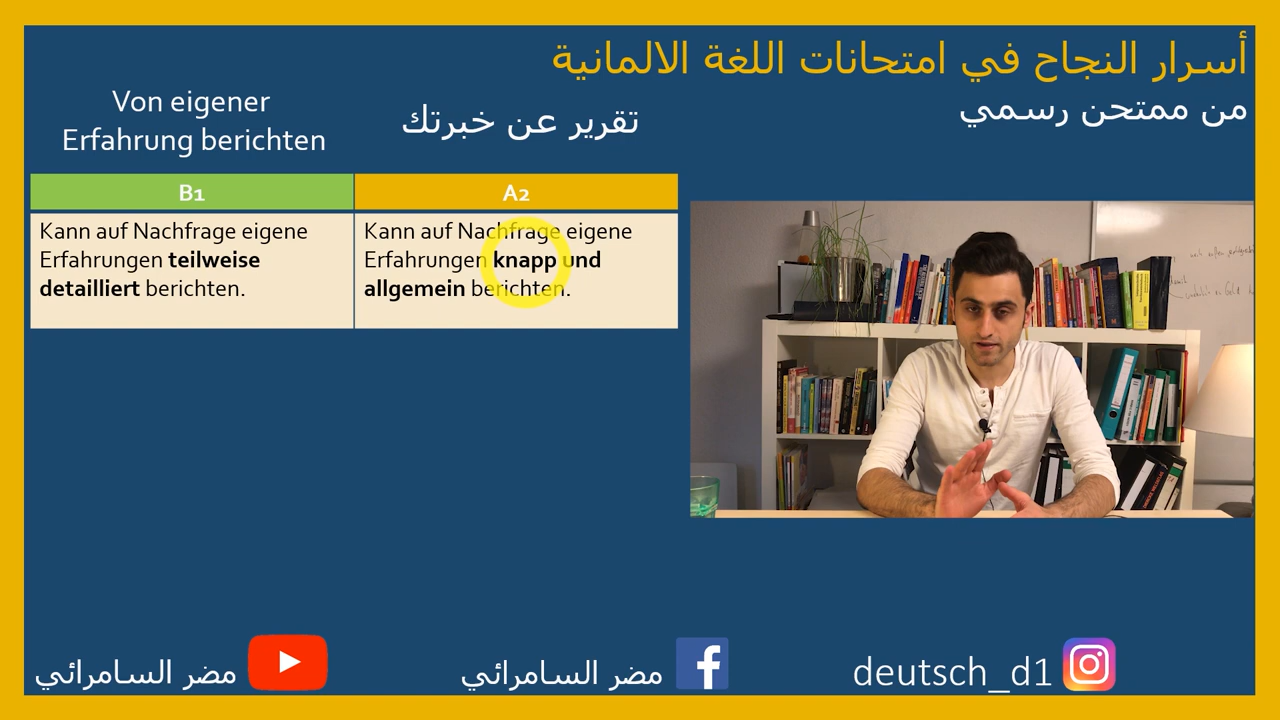 أسرار النجاح في امتحانات اللغة الالمانية
من ممتحن رسمي
Von eigener
Erfahrung berichten
تقرير عن خبرتك
B1
A2
Kann auf Nachfrage eigene
Erfahrungen teilweise
detailliert berichten.
Kann auf Nachfrage eigene
Erfahrungen knapp und
allgemein berichten.
مضر السامرائي
مضر السامرائي
deutsch_d1